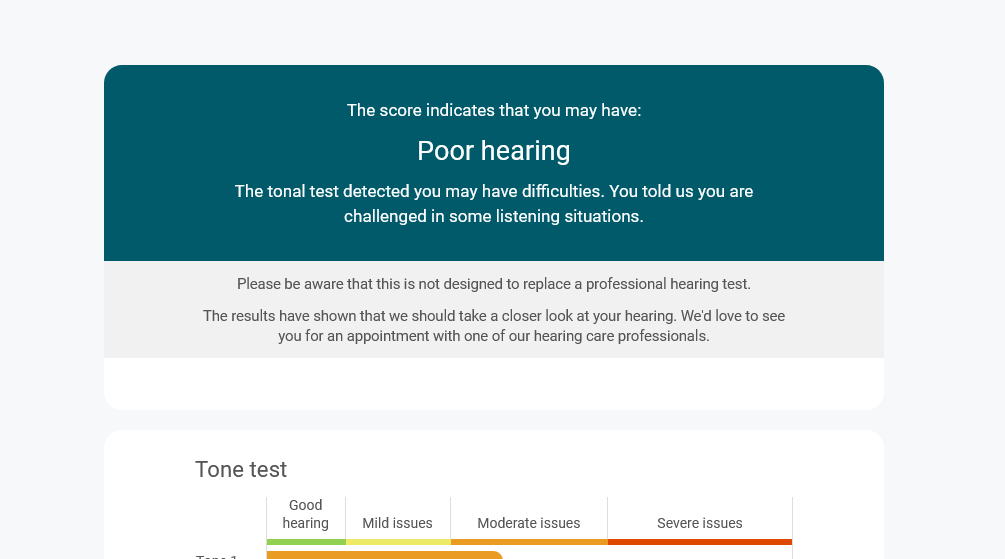 The score indicates that you may have:
Poor hearing
The tonal test detected you may have difficulties. You told us you are
challenged in some listening situations.
Please be aware that this is not designed to replace a professional hearing test.
The results have shown that we should take a closer look at your hearing. We'd love to see
you for an appointment with one of our hearing care professionals.
Tone test
Good
hearing
Mild issues
Moderate issues
Severe issues
Tone 1